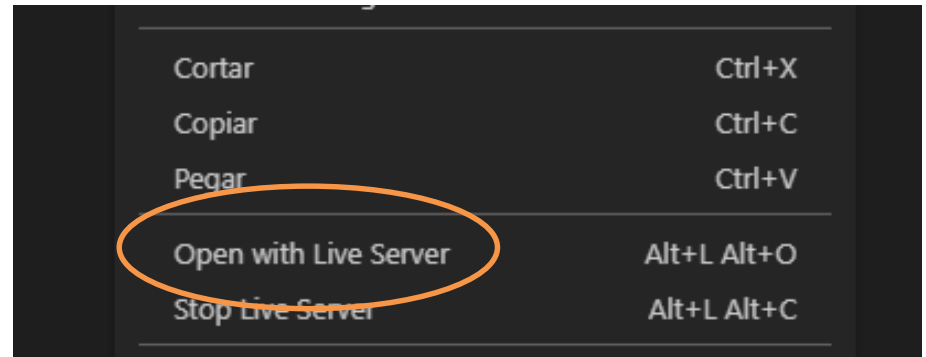 Cortar Ctrl+X
Copiar Ctrl+C
Pegar Ctrl+V
Open with Live Server Alt+L Alt+O
Stop Live Server Alt+L Alt+C